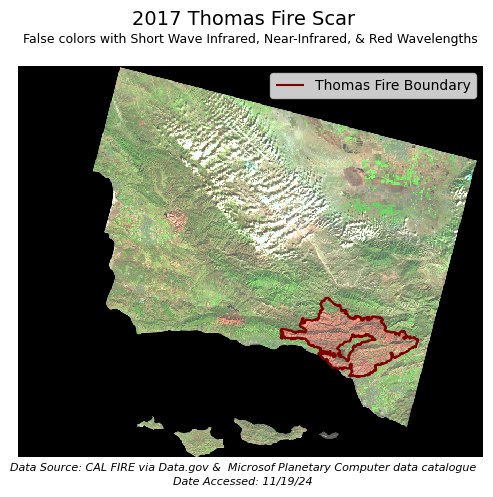 2017 Thomas Fire Scar
False colors with Short Wave Infrared, Near-Infrared, & Red Wavelengths
Thomas Fire Boundary
Data Source: CAL FIRE via Data.gov &  Microsof Planetary Computer data catalogue
Date Accessed: 11/19/24